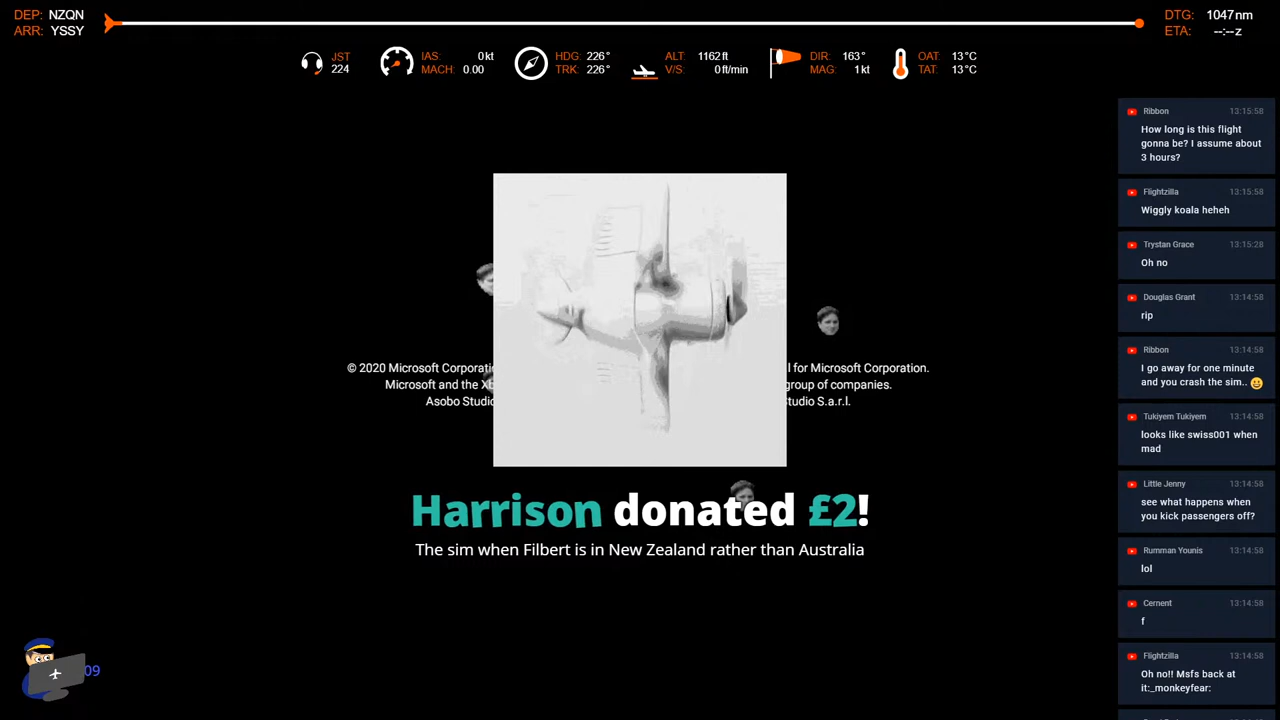 DEP: NZQN
ARR: YSSY
DTG: 1047nm
ETA: --:--z
JST
224
IAS: 0kt
MACH: 0.00
HDG: 226°
TRK: 226°
ALT: 1162ft
V/S: 0ft/min
DIR: 163°
MAG: 1kt
OAT: 13°C
TAT: 13°C
© 2020 Microsoft Corporati
l for Microsoft Corporation.
Microsoft and the Xb
group of companies.
Asobo Studio
Studio S.a.r.l.
Harrison donated £2!
The sim when Filbert is in New Zealand rather than Australia
09
Ribbon 13:15:58
How long is this flight
gonna be? I assume about
3 hours?
Flightzilla 13:15:58
Wiggly koala heheh
Trystan Grace 13:15:28
Oh no
Douglas Grant 13:14:58
rip
Ribbon 13:14:58
I go away for one minute
and you crash the sim.. 😃
Tukiyem Tukiyem 13:14:58
looks like swiss001 when
mad
Little Jenny 13:14:58
see what happens when
you kick passengers off?
Rumman Younis 13:14:58
lol
Cernent 13:14:58
f
Flightzilla 13:14:58
Oh no!! Msfs back at
it:_monkeyfear: